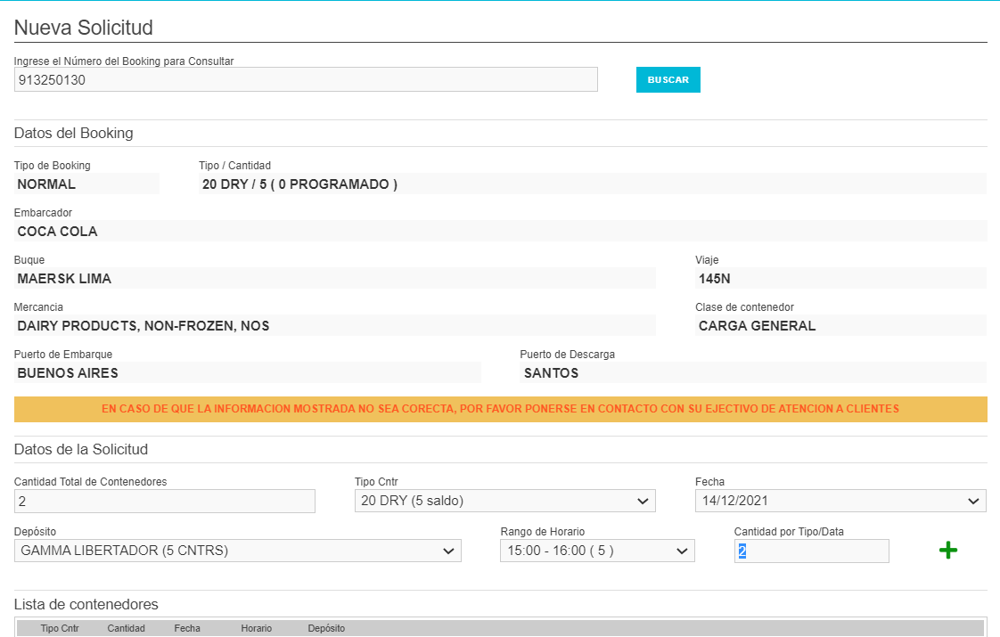 Nueva Solicitud
Ingrese el Número del Booking para Consultar
913250130 BUSCAR
Datos del Booking
Tipo de Booking Tipo / Cantidad
NORMAL 20 DRY / 5 ( 0 PROGRAMADO )
Embarcador
COCA COLA
Buque Viaje
MAERSK LIMA 145N
Mercancia Clase de contenedor
DAIRY PRODUCTS, NON-FROZEN, NOS CARGA GENERAL
Puerto de Embarque Puerto de Descarga
BUENOS AIRES SANTOS
EN CASO DE QUE LA INFORMACION MOSTRADA NO SEA CORECTA, POR FAVOR PONERSE EN CONTACTO CON SU EJECTIVO DE ATENCION A CLIENTES
Datos de la Solicitud
Cantidad Total de Contenedores Tipo Cntr Fecha
2 20 DRY (5 saldo) 14/12/2021
Depósito Rango de Horario Cantidad por Tipo/Data
GAMMA LIBERTADOR (5 CNTRS) 15:00 - 16:00 ( 5 ) 2
Lista de contenedores
Tipo Cntr Cantidad Fecha Horario Depósito